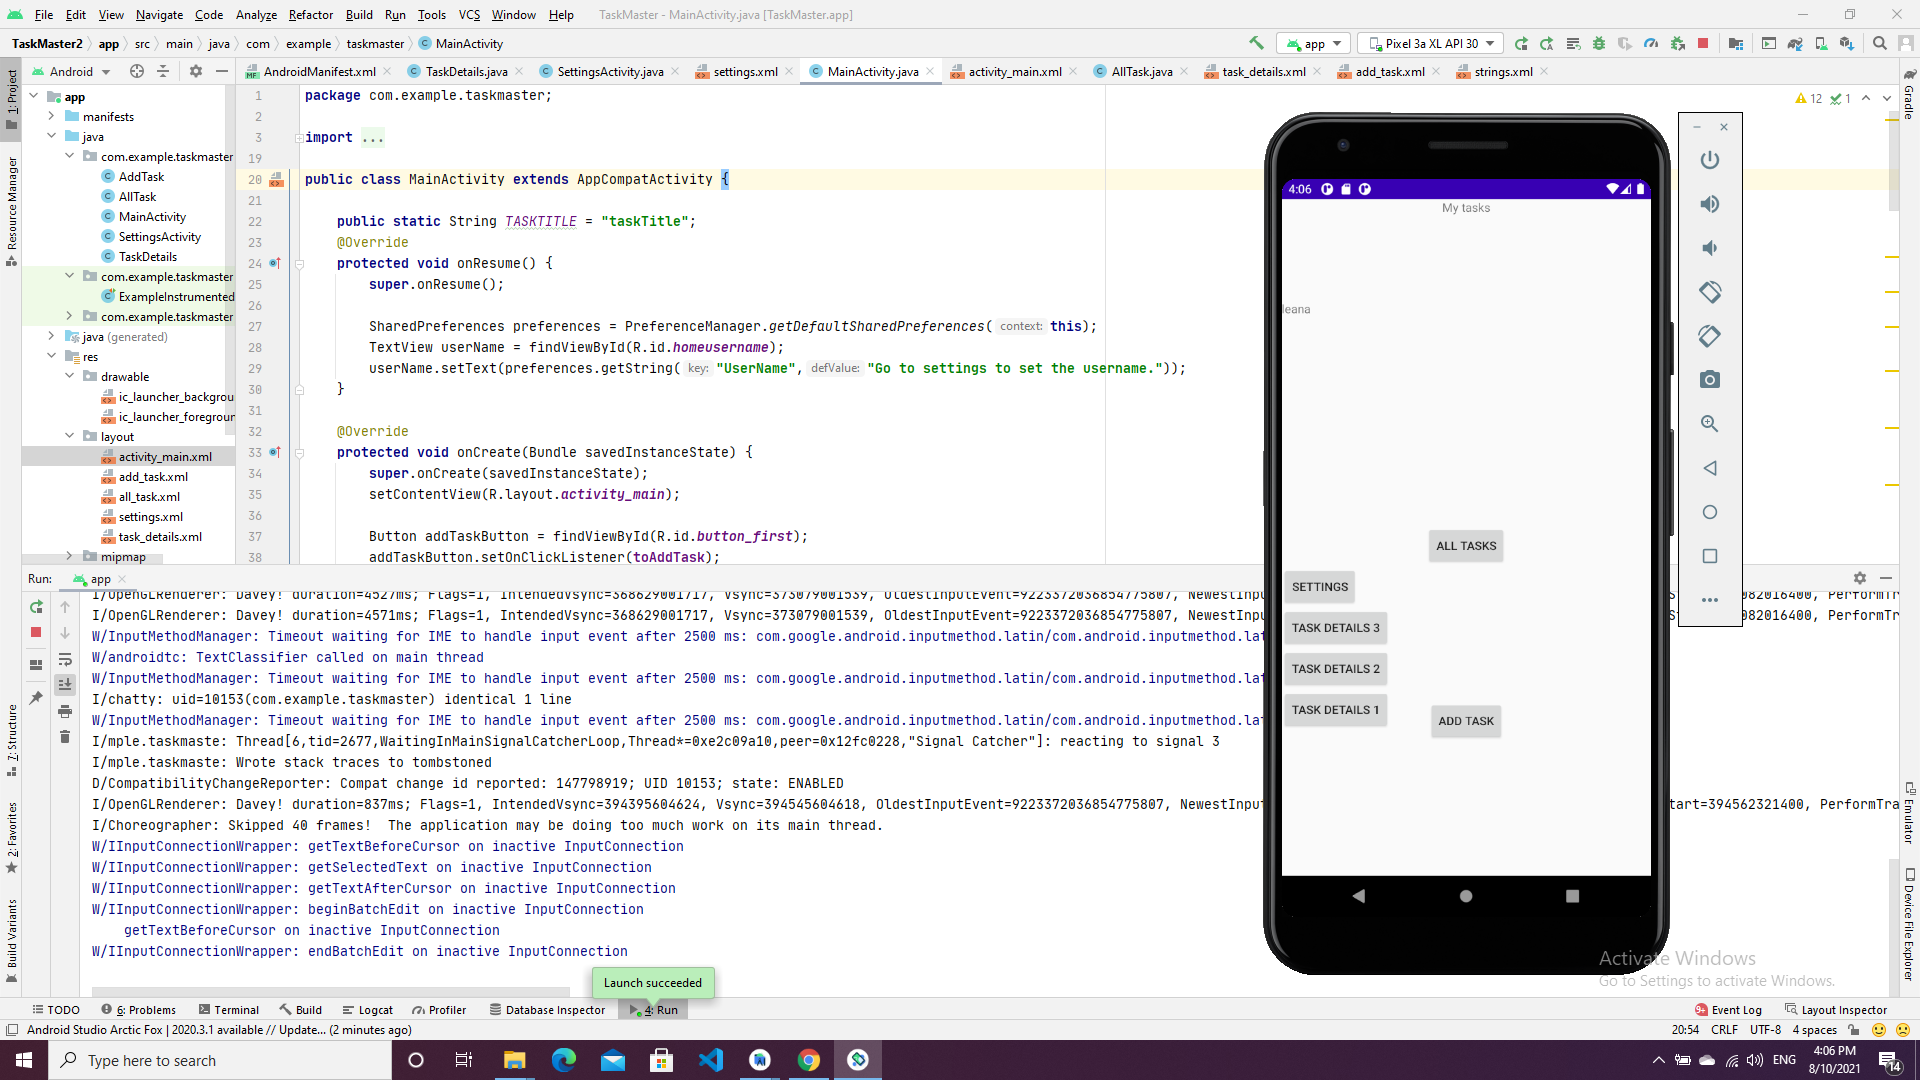 File Edit View Navigate Code Analyze Refactor Build Run Tools VCS Window Help TaskMaster - MainActivity.java [TaskMaster.app]
TaskMaster2 app src main java com example taskmaster MainActivity app Pixel 3a XL API 30
1: Project
Resource Manager
7: Structure
2: Favorites
Build Variants
Android
AndroidManifest.xml TaskDetails.java SettingsActivity.java settings.xml MainActivity.java activity_main.xml AllTask.java task_details.xml add_task.xml strings.xml
app
manifests
java
com.example.taskmaster
AddTask
AllTask
MainActivity
SettingsActivity
TaskDetails
com.example.taskmaster
ExampleInstrumented
com.example.taskmaster
java (generated)
res
drawable
ic_launcher_backgrou
ic_launcher_foregrour
layout
activity_main.xml
add_task.xml
all_task.xml
settings.xml
task_details.xml
mipmap
12 1
1 package com.example.taskmaster;
2
3 import ...
19
20 public class MainActivity extends AppCompatActivity {
21
22 public static String TASKTITLE = "taskTitle";
23 @Override
24 protected void onResume() {
25 super.onResume();
26
27 SharedPreferences preferences = PreferenceManager.getDefaultSharedPreferences( context: this);
28 TextView userName = findViewById(R.id.homeusername);
29 userName.setText(preferences.getString( key: "UserName", defValue: "Go to settings to set the username."));
30 }
31
32 @Override
33 protected void onCreate(Bundle savedInstanceState) {
34 super.onCreate(savedInstanceState);
35 setContentView(R.layout.activity_main);
36
37 Button addTaskButton = findViewById(R.id.button_first);
38 addTaskButton.setOnClickListener(toAddTask);
4:06
My tasks
leana
ALL TASKS
SETTINGS
TASK DETAILS 3
TASK DETAILS 2
TASK DETAILS 1
ADD TASK
Gradle
Emulator
Device File Explorer
Run: app
I/OpenGLRenderer: Davey! duration=4527ms; Flags=1, IntendedVsync=368629001717, Vsync=373079001539, OldestInputEvent=9223372036854775807, Newest 082016400, PerformTr
I/OpenGLRenderer: Davey! duration=4571ms; Flags=1, IntendedVsync=368629001717, Vsync=373079001539, OldestInputEvent=9223372036854775807, NewestI 082016400, PerformTr
W/InputMethodManager: Timeout waiting for IME to handle input event after 2500 ms: com.google.android.inputmethod.latin/com.android.inputmethod.lat
W/androidtc: TextClassifier called on main thread
W/InputMethodManager: Timeout waiting for IME to handle input event after 2500 ms: com.google.android.inputmethod.latin/com.android.inputmethod.lat
I/chatty: uid=10153(com.example.taskmaster) identical 1 line
W/InputMethodManager: Timeout waiting for IME to handle input event after 2500 ms: com.google.android.inputmethod.latin/com.android.inputmethod.lat
I/mple.taskmaste: Thread[6,tid=2677,WaitingInMainSignalCatcherLoop,Thread*=0xe2c09a10,peer=0x12fc0228,"Signal Catcher"]: reacting to signal 3
I/mple.taskmaste: Wrote stack traces to tombstoned
D/CompatibilityChangeReporter: Compat change id reported: 147798919; UID 10153; state: ENABLED
I/OpenGLRenderer: Davey! duration=837ms; Flags=1, IntendedVsync=394395604624, Vsync=394545604618, OldestInputEvent=9223372036854775807, NewestInput tart=394562321400, PerformTra
I/Choreographer: Skipped 40 frames! The application may be doing too much work on its main thread.
W/IInputConnectionWrapper: getTextBeforeCursor on inactive InputConnection
W/IInputConnectionWrapper: getSelectedText on inactive InputConnection
W/IInputConnectionWrapper: getTextAfterCursor on inactive InputConnection
W/IInputConnectionWrapper: beginBatchEdit on inactive InputConnection
getTextBeforeCursor on inactive InputConnection
W/IInputConnectionWrapper: endBatchEdit on inactive InputConnection
Activate Windows
Go to Settings to activate Windows.
Launch succeeded
TODO 6: Problems Terminal Build Logcat Profiler Database Inspector 4: Run 9+ Event Log Layout Inspector
Android Studio Arctic Fox | 2020.3.1 available // Update... (2 minutes ago) 20:54 CRLF UTF-8 4 spaces
Type here to search
ENG
4:06 PM
8/10/2021
14